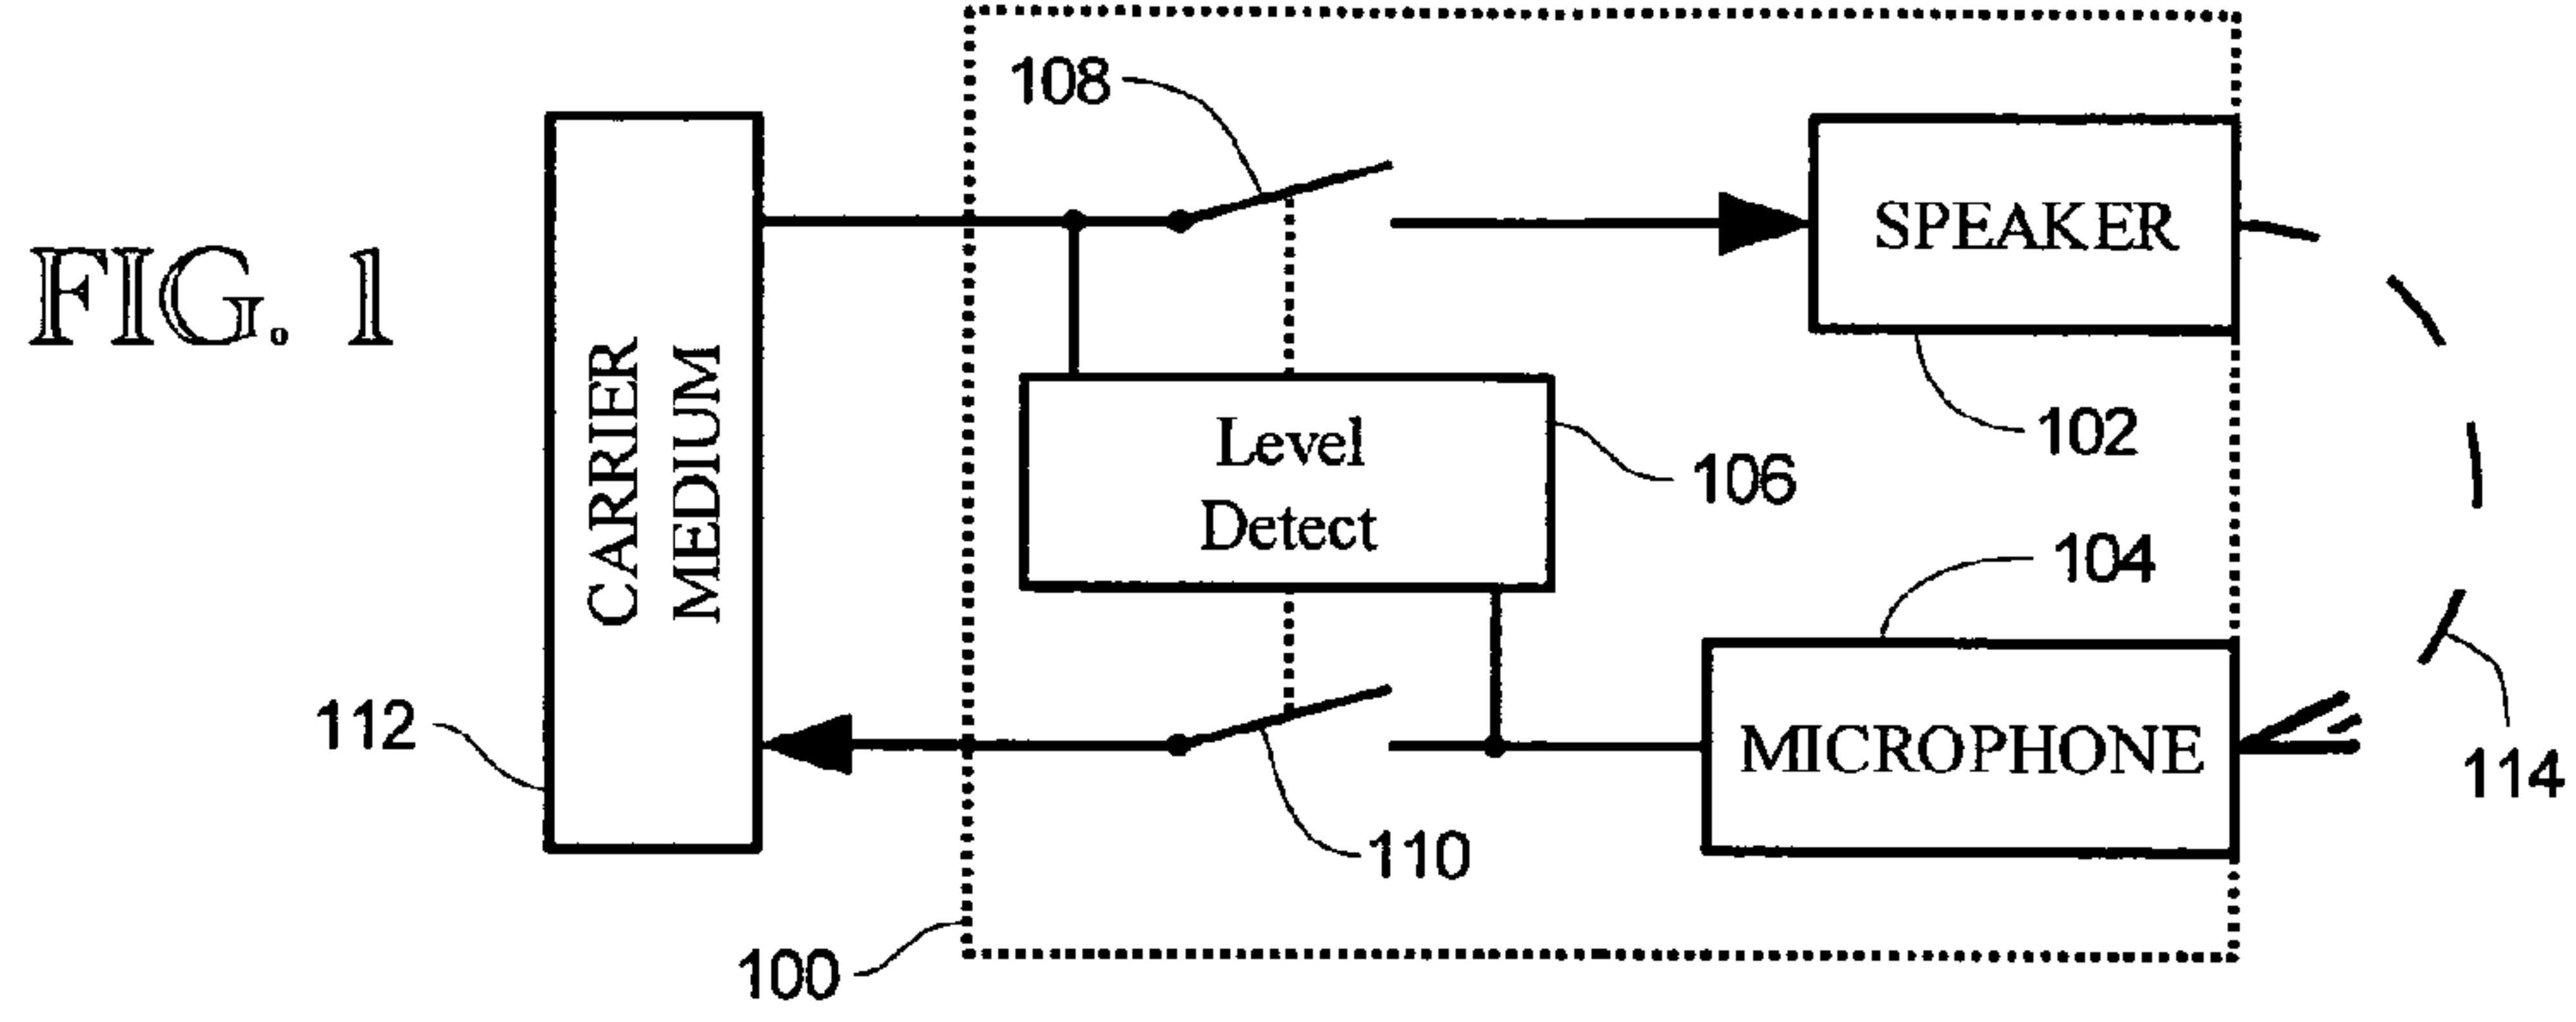 FIG. 1
108
CARRIER
MEDIUM
SPEAKER
102
Level
Detect
106
104
MICROPHONE
112
110
114
100